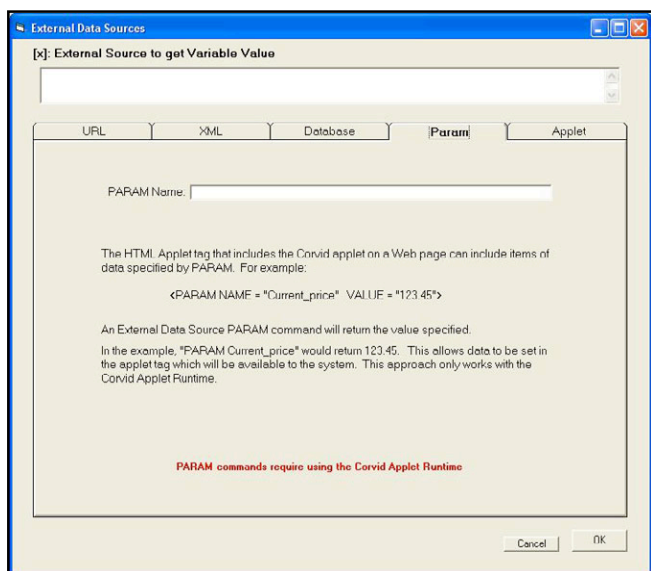 External Data Sources
[x]: External Source to get Variable Value
URL XML Database Param Applet
PARAM Name:
The HTML Applet tag that includes the Corvid applet on a Web page can include items of
data specified by PARAM. For example:
<PARAM NAME = "Current_price" VALUE = "123.45">
An External Data Source PARAM command will return the value specified.
In the example, "PARAM Current_price" would return 123.45. This allows data to be set in
the applet tag which will be available to the system. This approach only works with the
Corvid Applet Runtime.
PARAM commands require using the Corvid Applet Runtime
Cancel OK